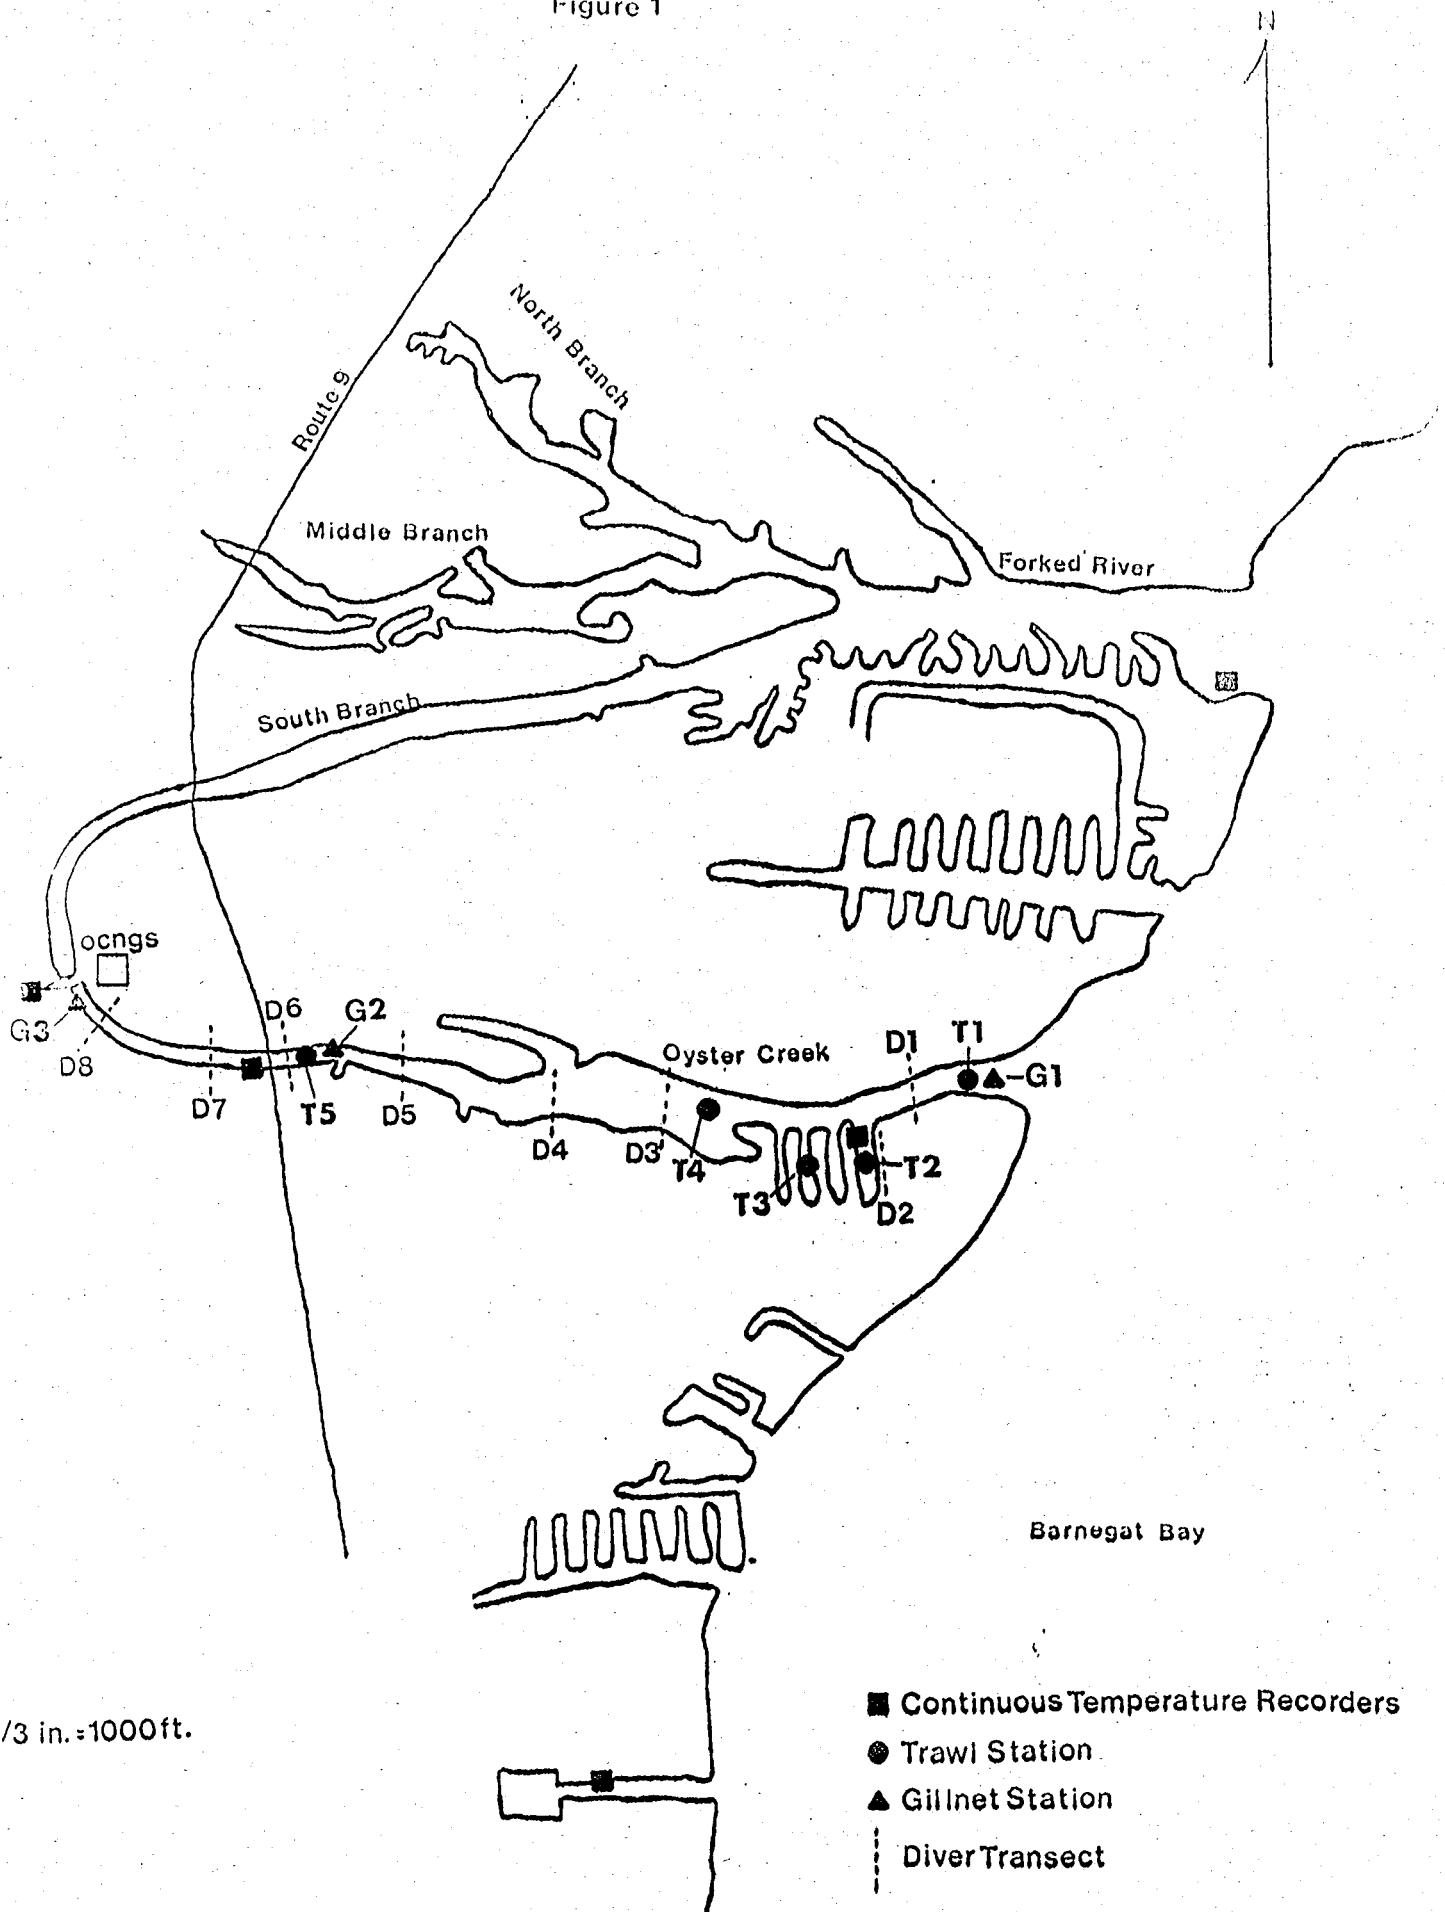 Figure 1
N
North Branch
Route 9
Middle Branch
Forked River
South Branch
ocngs
G3
D8
D7
D6
G2
T5
D5
Oyster Creek
D4
D3
T4
D1
T1
G1
T3
T2
D2
Barnegat Bay
/3 in.=1000ft.
Continuous Temperature Recorders
Trawl Station
Gillnet Station
Diver Transect